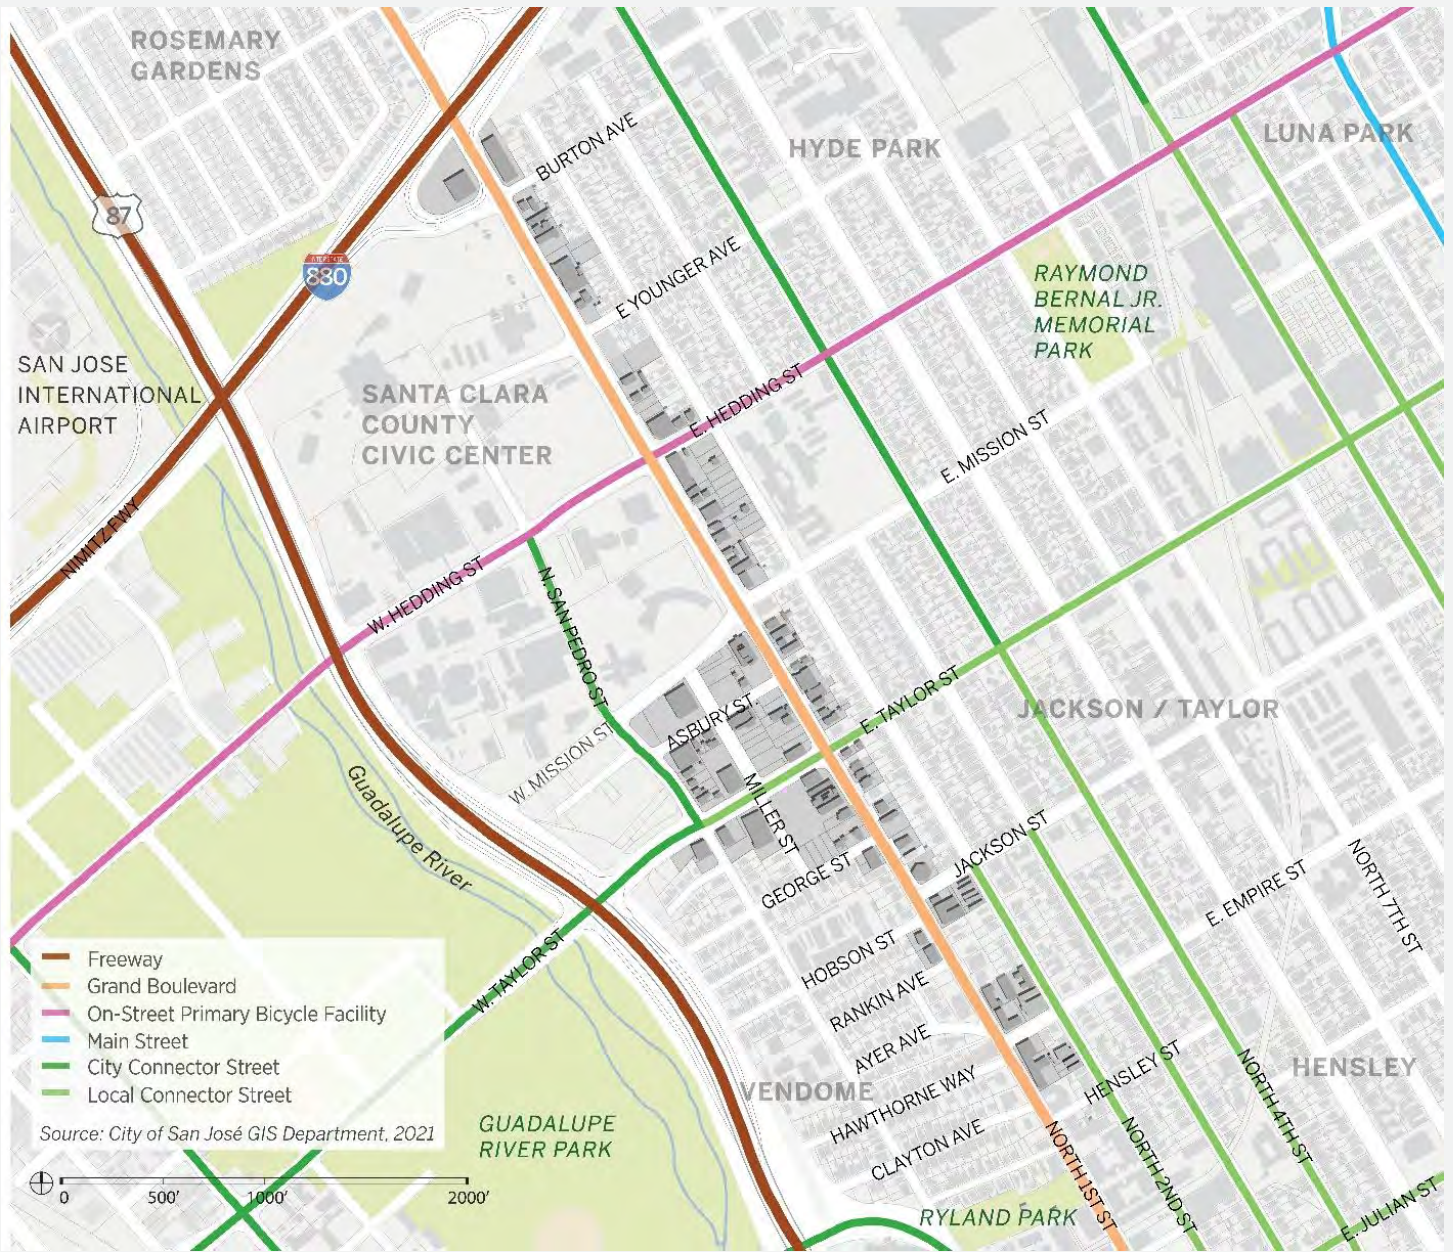 ROSEMARY
GARDENS
BURTON AVE
HYDE PARK
LUNA PARK
87
INTERSTATE
880
E YOUNGER AVE
RAYMOND
BERNAL JR.
MEMORIAL
PARK
SAN JOSE
INTERNATIONAL
AIRPORT
SANTA CLARA
COUNTY
CIVIC CENTER
E. HEDDING ST
E. MISSION ST
NIMITZ FWY
W. HEDDING ST
N. SAN PEDRO ST
ASBURY ST
E. TAYLOR ST
JACKSON / TAYLOR
W. MISSION ST
MILLER ST
Guadalupe River
GEORGE ST
JACKSON ST
E. EMPIRE ST
NORTH 7TH ST
HOBSON ST
W. TAYLOR ST
RANKIN AVE
AYER AVE
VENDOME
HAWTHORNE WAY
HENSLEY ST
HENSLEY
CLAYTON AVE
NORTH 1ST ST
NORTH 2ND ST
NORTH 4TH ST
E. JULIAN ST
GUADALUPE
RIVER PARK
RYLAND PARK
Freeway
Grand Boulevard
On-Street Primary Bicycle Facility
Main Street
City Connector Street
Local Connector Street
Source: City of San José GIS Department, 2021
0 500' 1000' 2000'